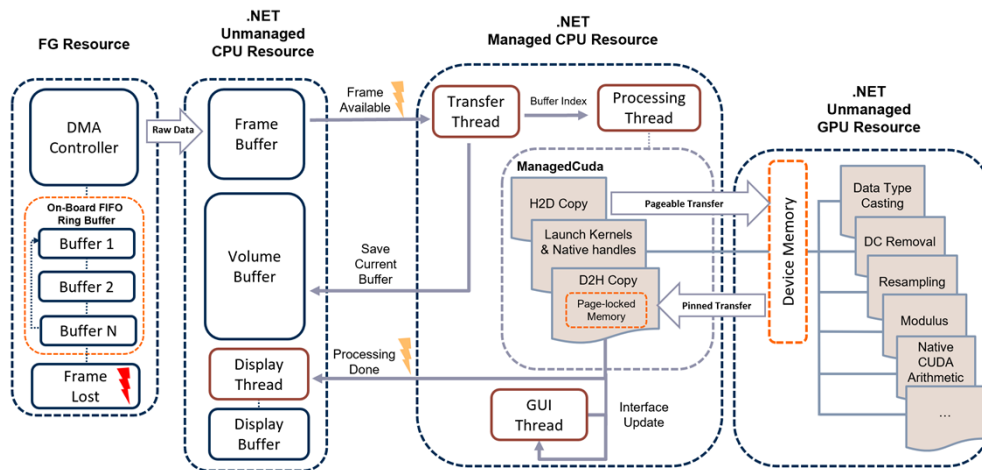 FG Resource
DMA
Controller
On-Board FIFO
Ring Buffer
Buffer 1
Buffer 2
Buffer N
Frame
Lost
Raw Data
.NET
Unmanaged
CPU Resource
Frame
Buffer
Volume
Buffer
Display
Thread
Display
Buffer
Frame
Available
Save
Current
Buffer
Processing
Done
.NET
Managed CPU Resource
Transfer
Thread
Buffer Index
Processing
Thread
ManagedCuda
H2D Copy
Launch Kernels
& Native handles
D2H Copy
Page-locked
Memory
GUI
Thread
Interface
Update
Pageable Transfer
Pinned Transfer
.NET
Unmanaged
GPU Resource
Device Memory
Data Type
Casting
DC Removal
Resampling
Modulus
Native
CUDA
Arithmetic
...